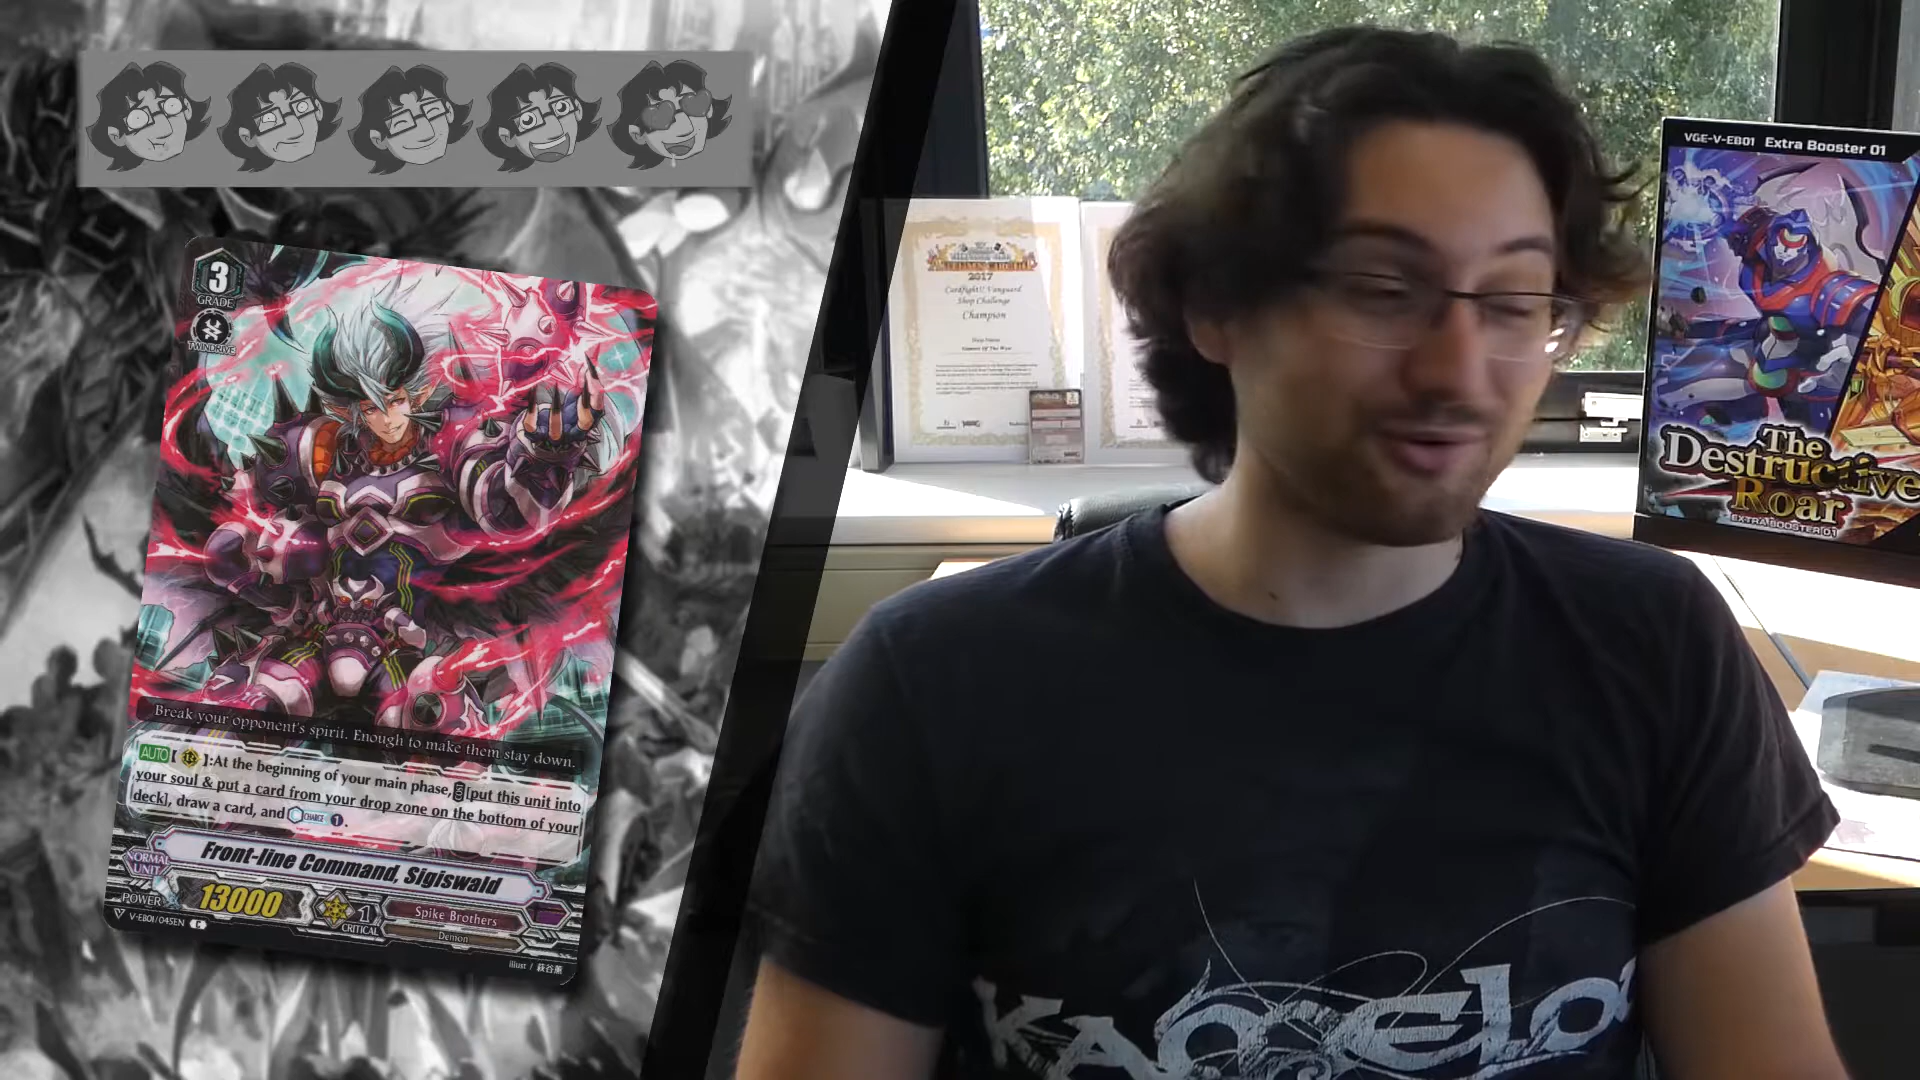 3
GRADE
TWINDRIVE
Break your opponent's spirit. Enough to make them stay down.
AUTO【 】:At the beginning of your main phase, COST [put this unit into
your soul & put a card from your drop zone on the bottom of your
deck], draw a card, and CHARGE 1.
Front-line Command, Sigiswald
NORMAL
UNIT
POWER 13000 1
CRITICAL
Spike Brothers
Demon
V-EB01/045EN C
illust / 萩谷薫
2017
Cardfight!! Vanguard
Shop Challenge
Champion
VGE-V-EB01 Extra Booster 01
The
Destructive
Roar
EXTRA BOOSTER 01
KAMELOT